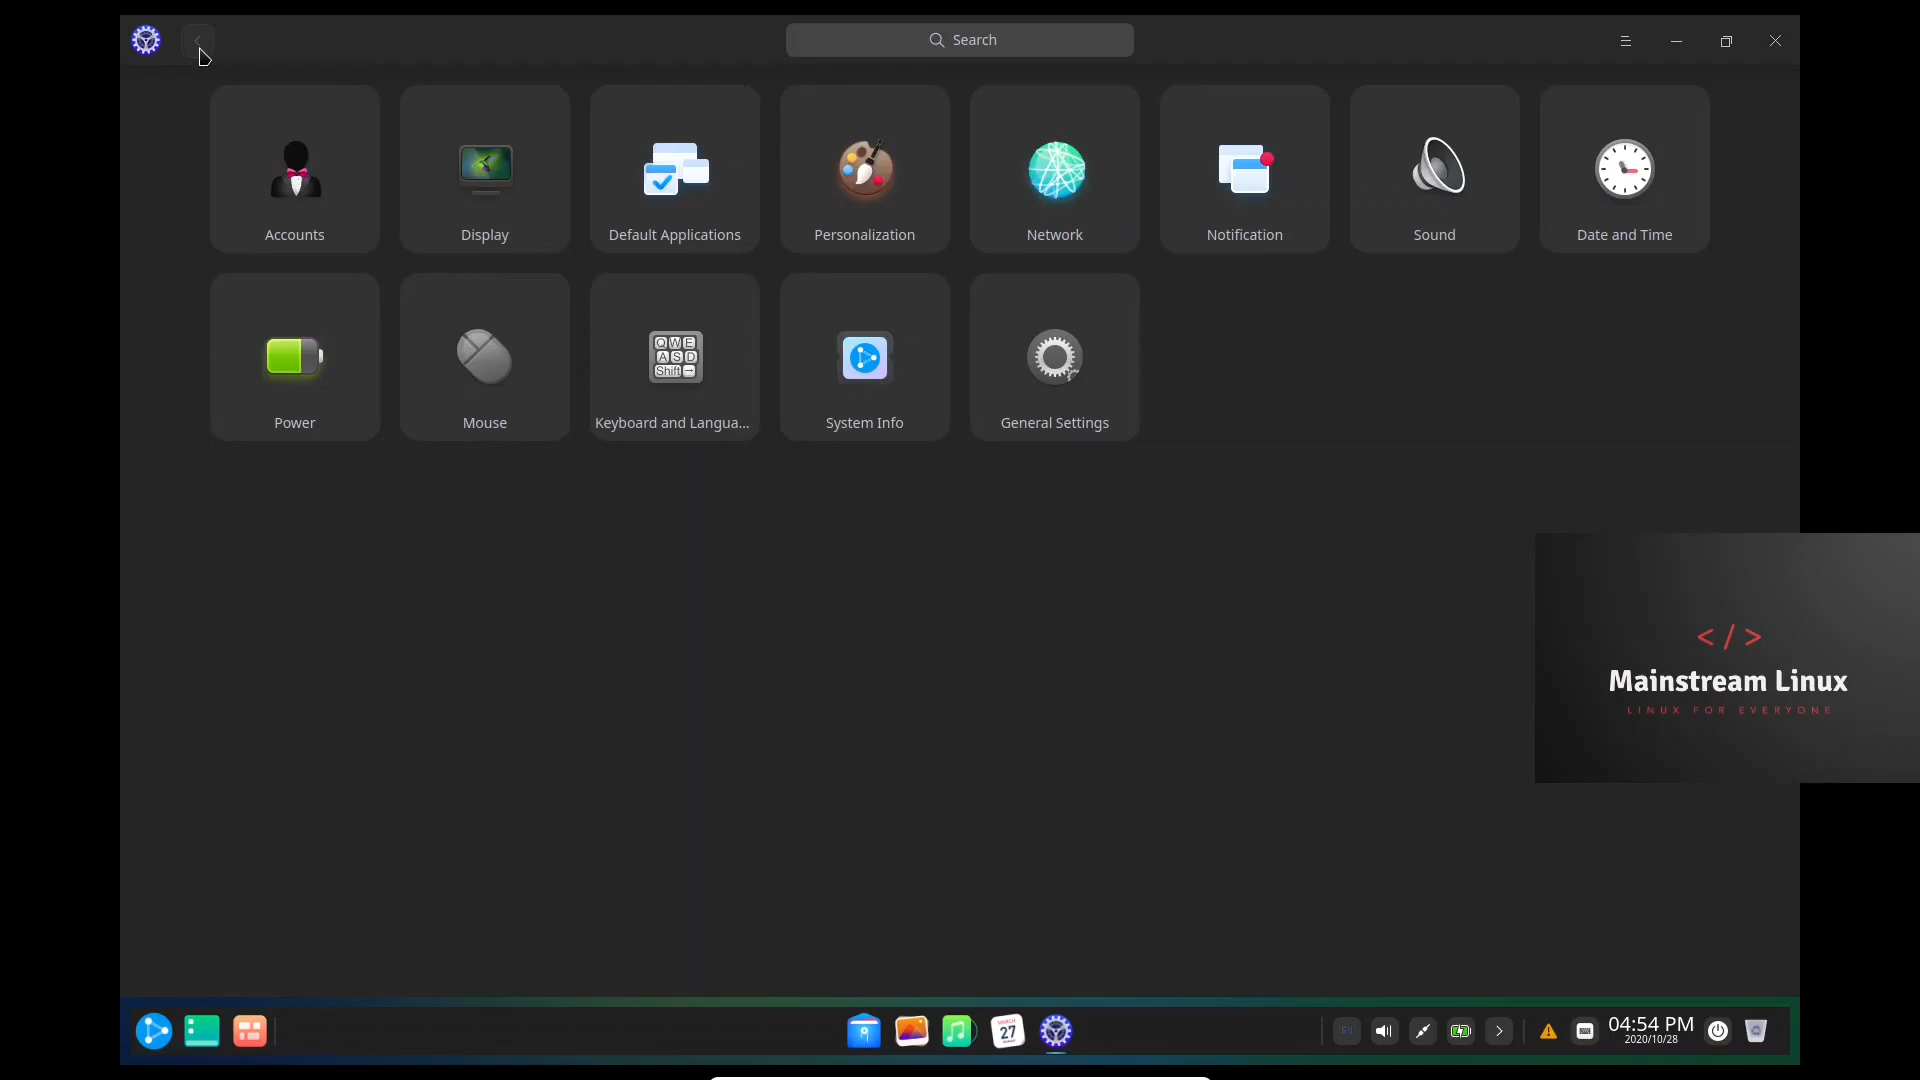 Search
Accounts
Display
Default Applications
Personalization
Network
Notification
Sound
Date and Time
Power
Mouse
QWE
ASD
Shift→
Keyboard and Langua...
System Info
General Settings
</>
Mainstream Linux
LINUX FOR EVERYONE
27
EN
04:54 PM
2020/10/28